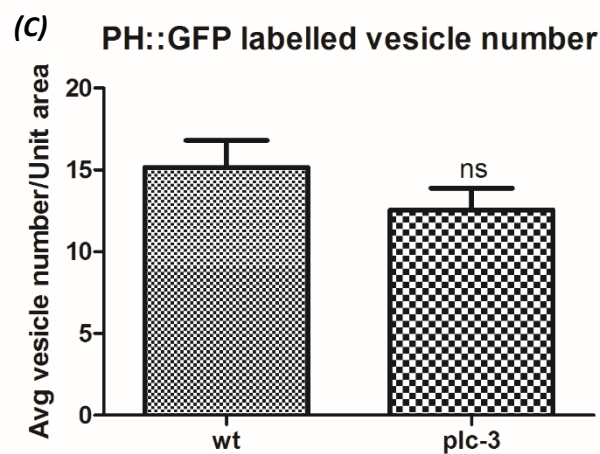 (C)
PH::GFP labelled vesicle number
Avg vesicle number/Unit area
20
15
10
5
0
ns
wt
plc-3